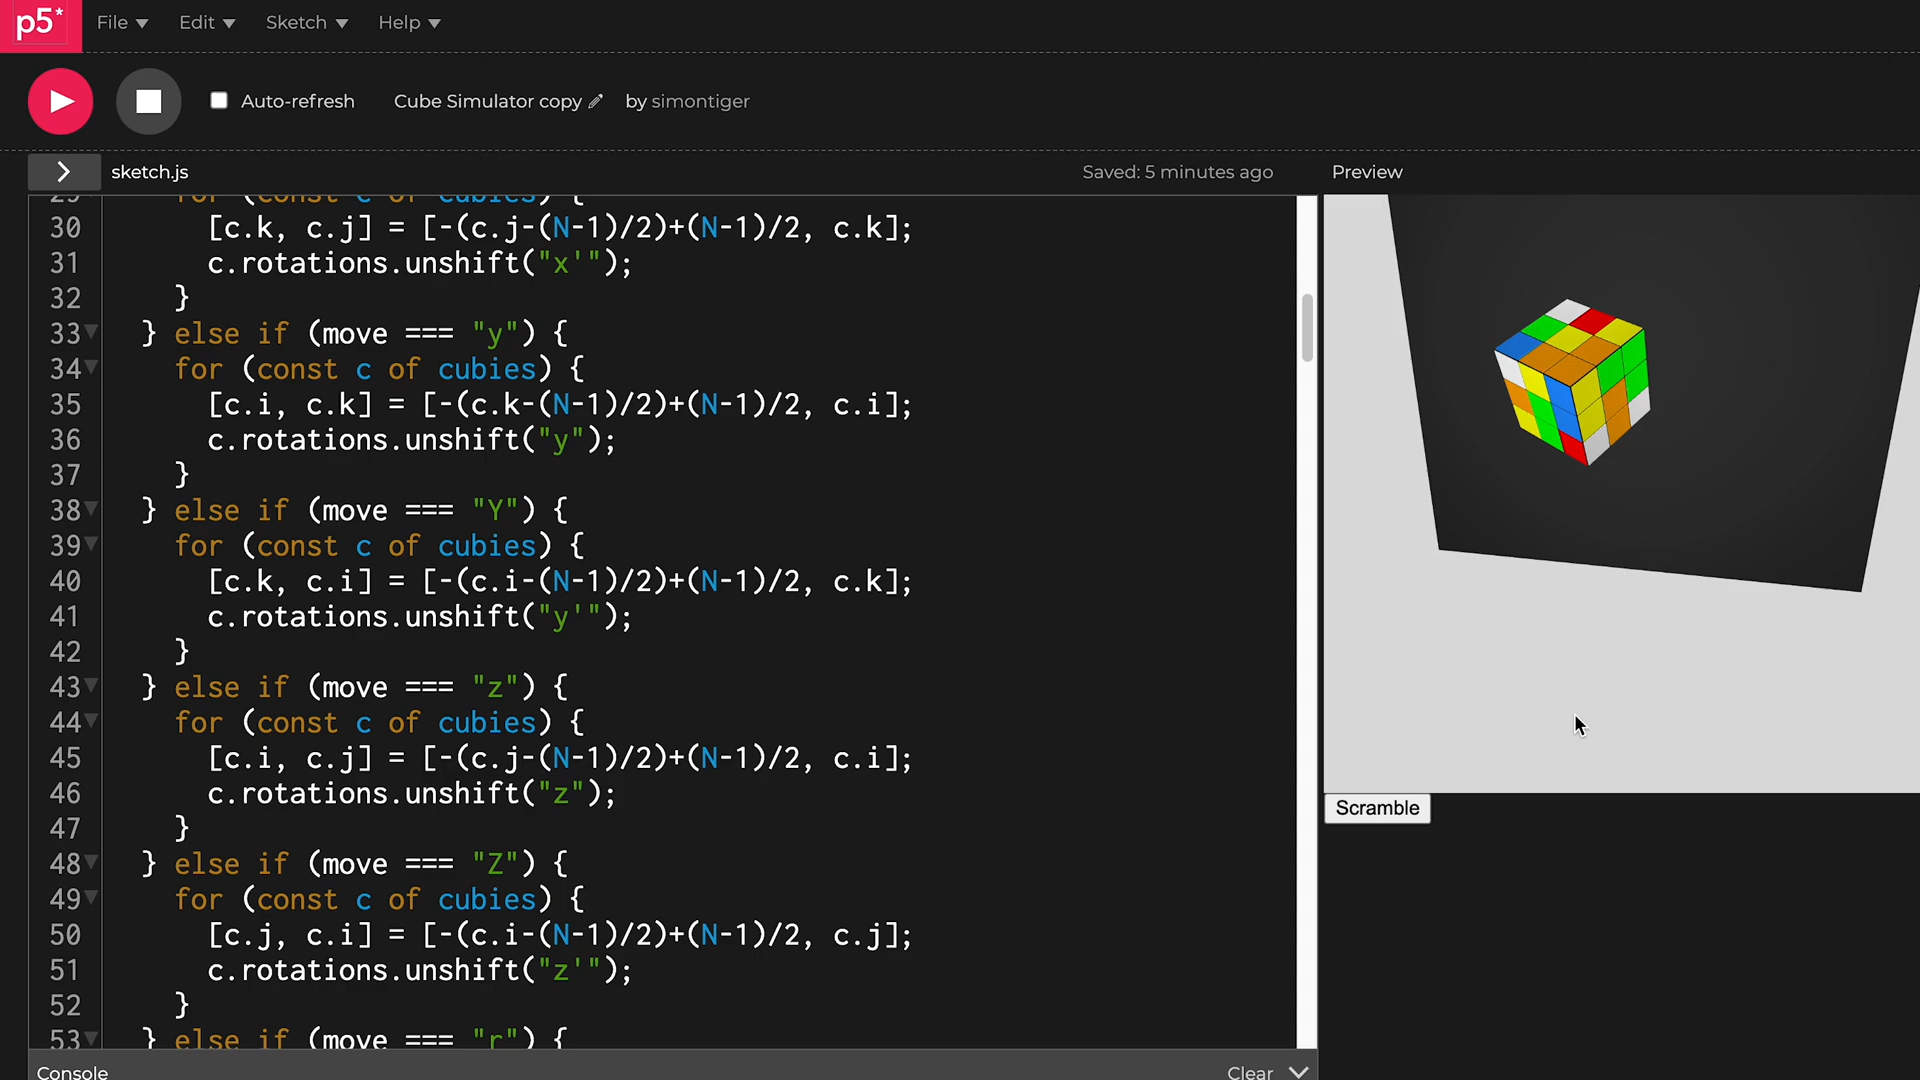 p5* File Edit Sketch Help
Auto-refresh Cube Simulator copy by simontiger
sketch.js Saved: 5 minutes ago Preview
29 for (const c of cubies) {
30 [c.k, c.j] = [-(c.j-(N-1)/2)+(N-1)/2, c.k];
31 c.rotations.unshift("x'");
32 }
33 } else if (move === "y") {
34 for (const c of cubies) {
35 [c.i, c.k] = [-(c.k-(N-1)/2)+(N-1)/2, c.i];
36 c.rotations.unshift("y");
37 }
38 } else if (move === "Y") {
39 for (const c of cubies) {
40 [c.k, c.i] = [-(c.i-(N-1)/2)+(N-1)/2, c.k];
41 c.rotations.unshift("y'");
42 }
43 } else if (move === "z") {
44 for (const c of cubies) {
45 [c.i, c.j] = [-(c.j-(N-1)/2)+(N-1)/2, c.i];
46 c.rotations.unshift("z");
47 }
48 } else if (move === "Z") {
49 for (const c of cubies) {
50 [c.j, c.i] = [-(c.i-(N-1)/2)+(N-1)/2, c.j];
51 c.rotations.unshift("z'");
52 }
53 } else if (move === "r") {
Scramble
Console Clear